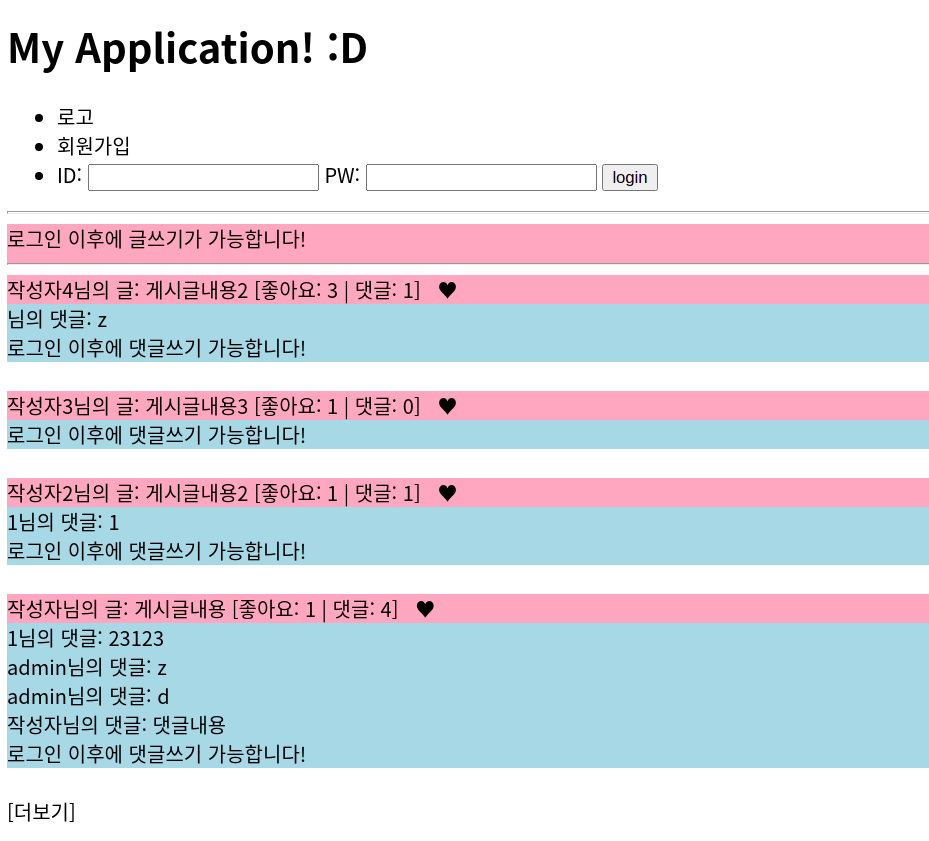 My Application! :D
로고
회원가입
ID: PW: login
로그인 이후에 글쓰기가 가능합니다!
작성자4님의 글: 게시글내용2 [좋아요: 3 | 댓글: 1] ♥
님의 댓글: z
로그인 이후에 댓글쓰기 가능합니다!
작성자3님의 글: 게시글내용3 [좋아요: 1 | 댓글: 0] ♥
로그인 이후에 댓글쓰기 가능합니다!
작성자2님의 글: 게시글내용2 [좋아요: 1 | 댓글: 1] ♥
1님의 댓글: 1
로그인 이후에 댓글쓰기 가능합니다!
작성자님의 글: 게시글내용 [좋아요: 1 | 댓글: 4] ♥
1님의 댓글: 23123
admin님의 댓글: z
admin님의 댓글: d
작성자님의 댓글: 댓글내용
로그인 이후에 댓글쓰기 가능합니다!
[더보기]